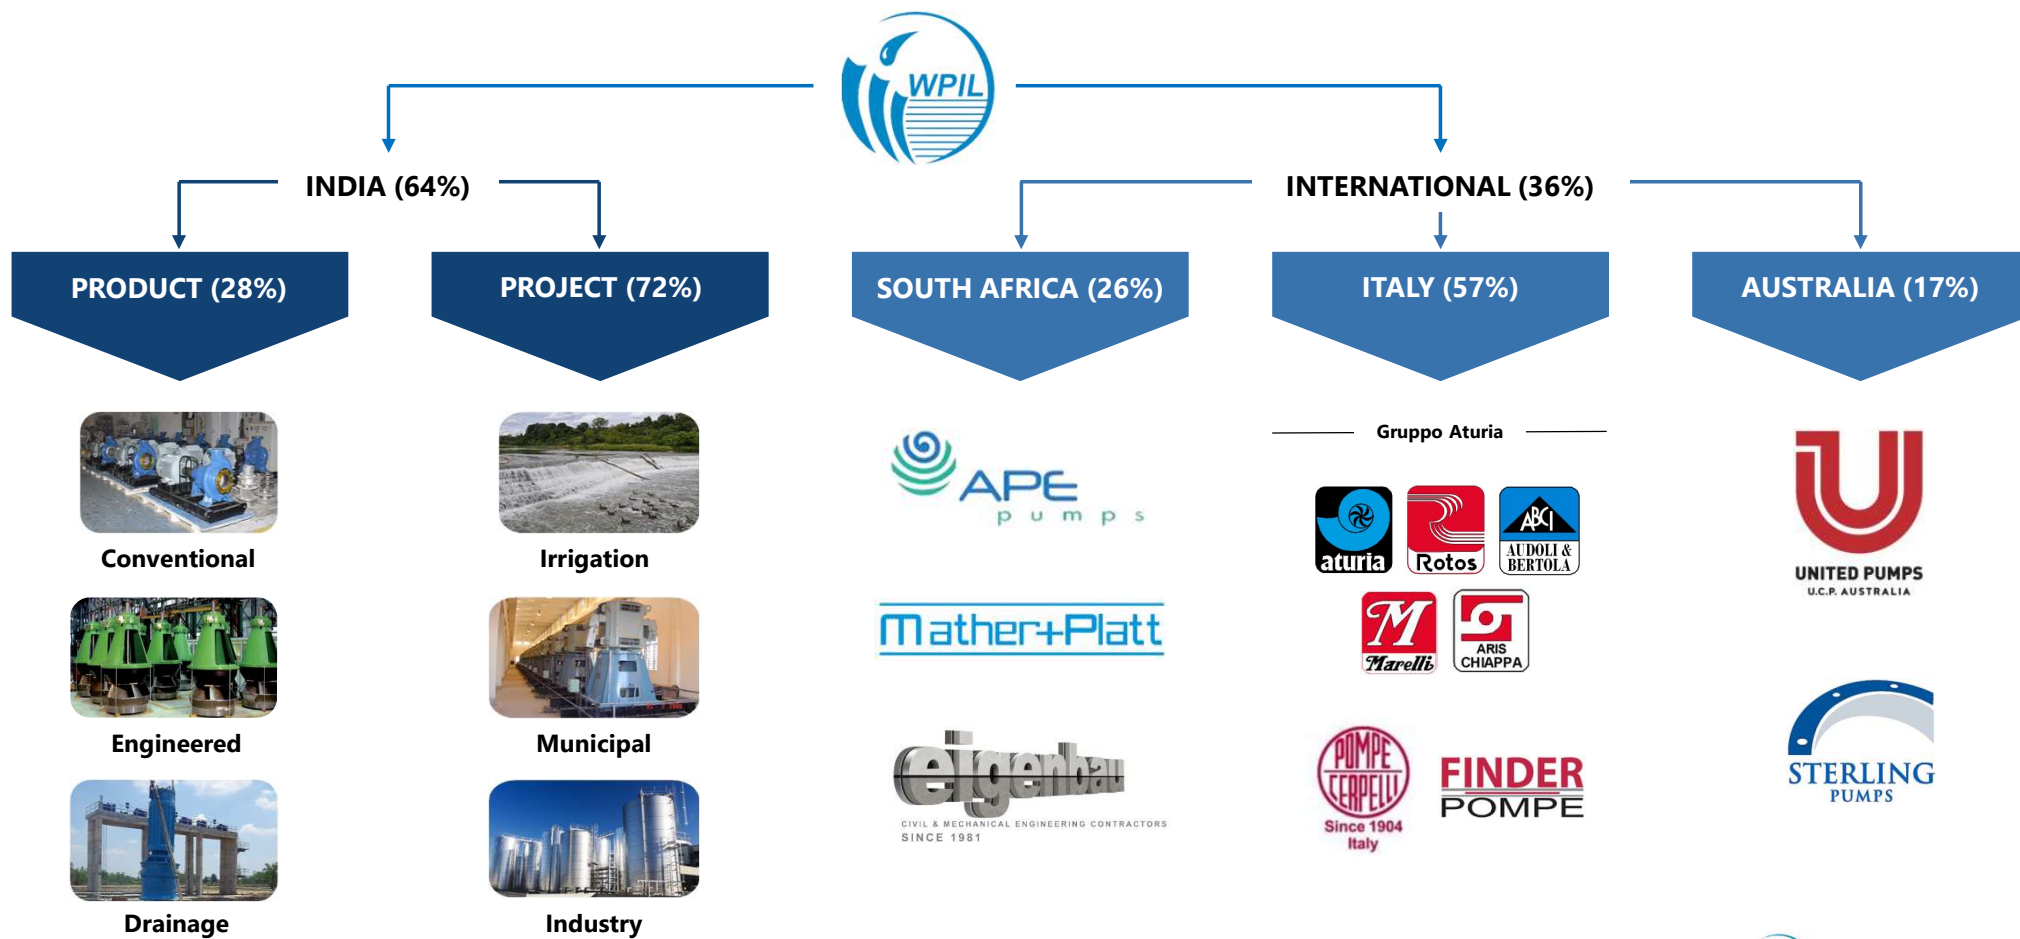 WPIL
INDIA (64%)
INTERNATIONAL (36%)
PRODUCT (28%)
PROJECT (72%)
SOUTH AFRICA (26%)
ITALY (57%)
AUSTRALIA (17%)
Conventional
Engineered
Drainage
Irrigation
Municipal
Industry
APE
pumps
Mather+Platt
eigenbau
CIVIL & MECHANICAL ENGINEERING CONTRACTORS
SINCE 1981
Gruppo Aturia
aturia
Rotos
ABCI
AUDOLI &
BERTOLA
Marelli
ARIS
CHIAPPA
POMPE
CERPELLI
Since 1904
Italy
FINDER
POMPE
UNITED PUMPS
U.C.P. AUSTRALIA
STERLING
PUMPS